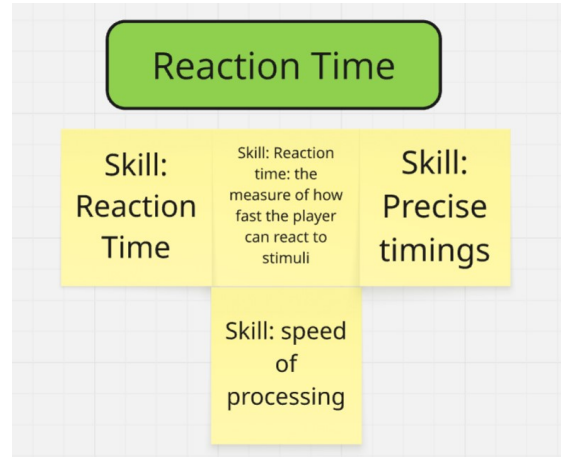 Reaction Time
Skill:
Reaction
Time
Skill: Reaction
time: the
measure of how
fast the player
can react to
stimuli
Skill:
Precise
timings
Skill: speed
of
processing